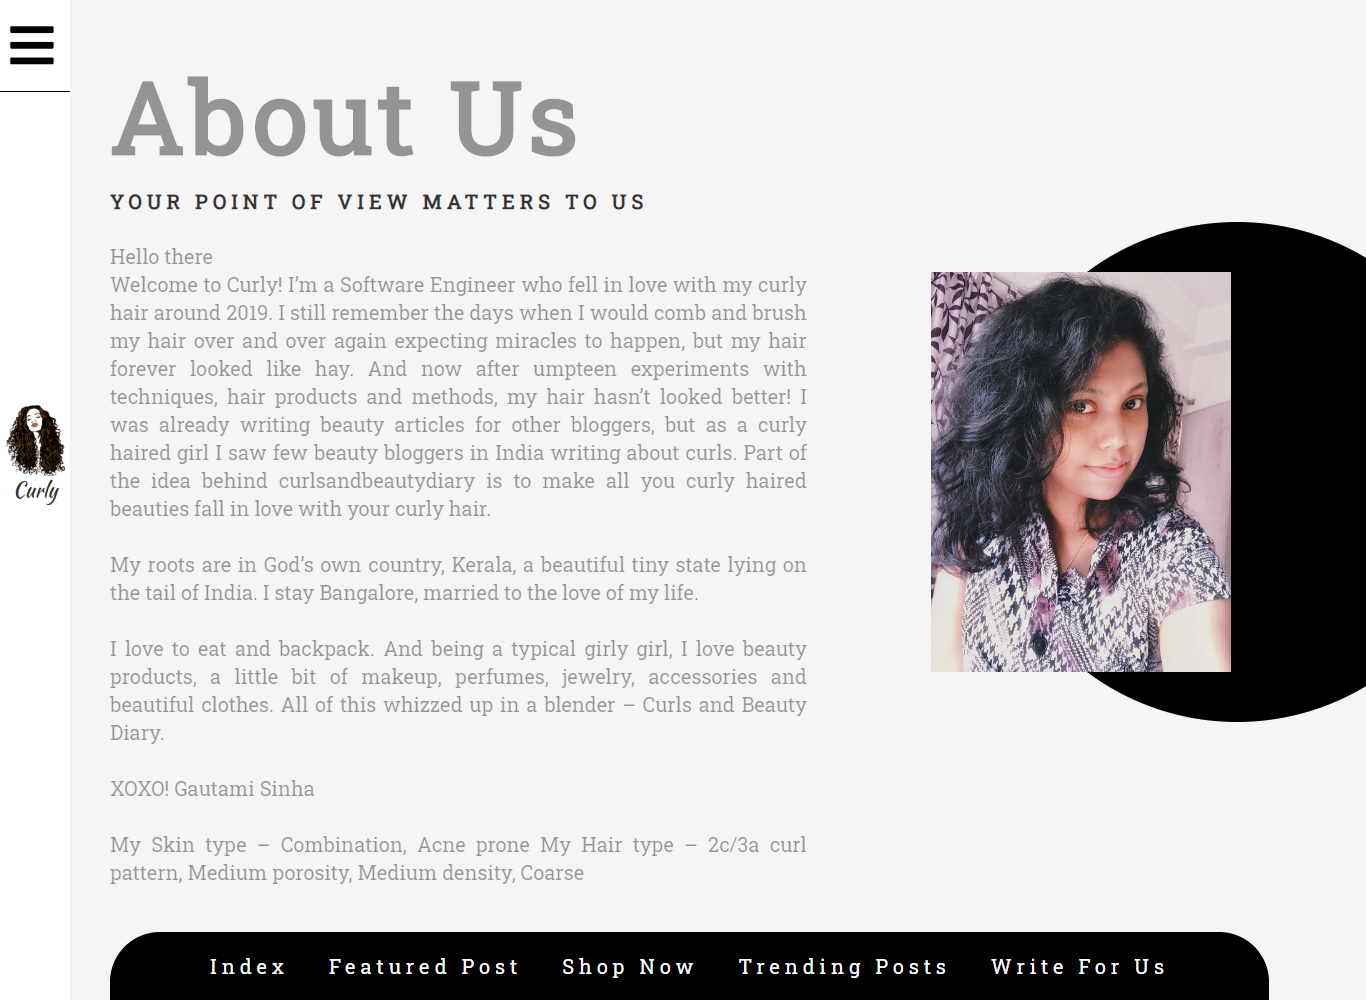 About Us
YOUR POINT OF VIEW MATTERS TO US
Hello there
Welcome to Curly! I’m a Software Engineer who fell in love with my curly
hair around 2019. I still remember the days when I would comb and brush
my hair over and over again expecting miracles to happen, but my hair
forever looked like hay. And now after umpteen experiments with
techniques, hair products and methods, my hair hasn’t looked better! I
was already writing beauty articles for other bloggers, but as a curly
haired girl I saw few beauty bloggers in India writing about curls. Part of
the idea behind curlsandbeautydiary is to make all you curly haired
beauties fall in love with your curly hair.
My roots are in God’s own country, Kerala, a beautiful tiny state lying on
the tail of India. I stay Bangalore, married to the love of my life.
I love to eat and backpack. And being a typical girly girl, I love beauty
products, a little bit of makeup, perfumes, jewelry, accessories and
beautiful clothes. All of this whizzed up in a blender – Curls and Beauty
Diary.
XOXO! Gautami Sinha
My Skin type – Combination, Acne prone My Hair type – 2c/3a curl
pattern, Medium porosity, Medium density, Coarse
Curly
Index Featured Post Shop Now Trending Posts Write For Us